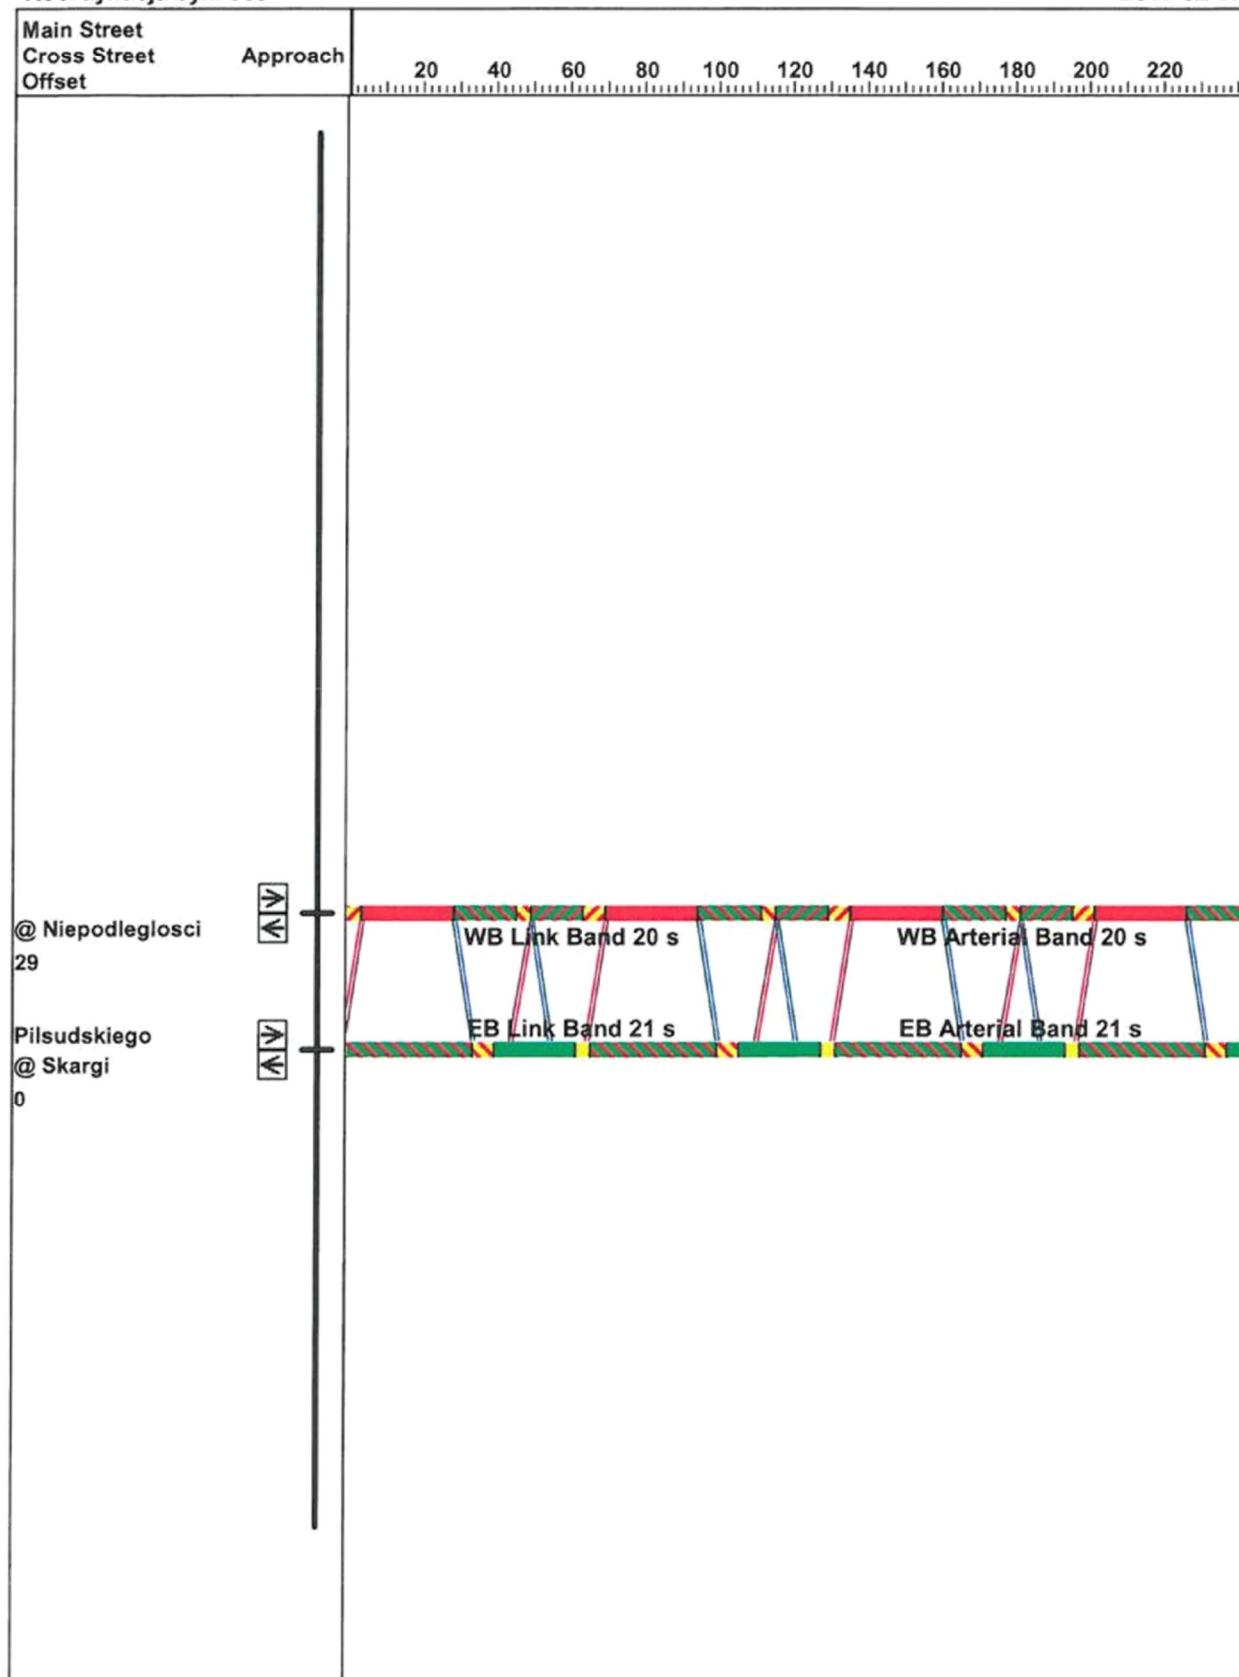 Main Street
Cross Street Approach
Offset
20 40 60 80 100 120 140 160 180 200 220
@ Niepodleglosci
29
WB Link Band 20 s WB Arterial Band 20 s
Pilsudskiego
EB Link Band 21 s EB Arterial Band 21 s
@ Skargi
0